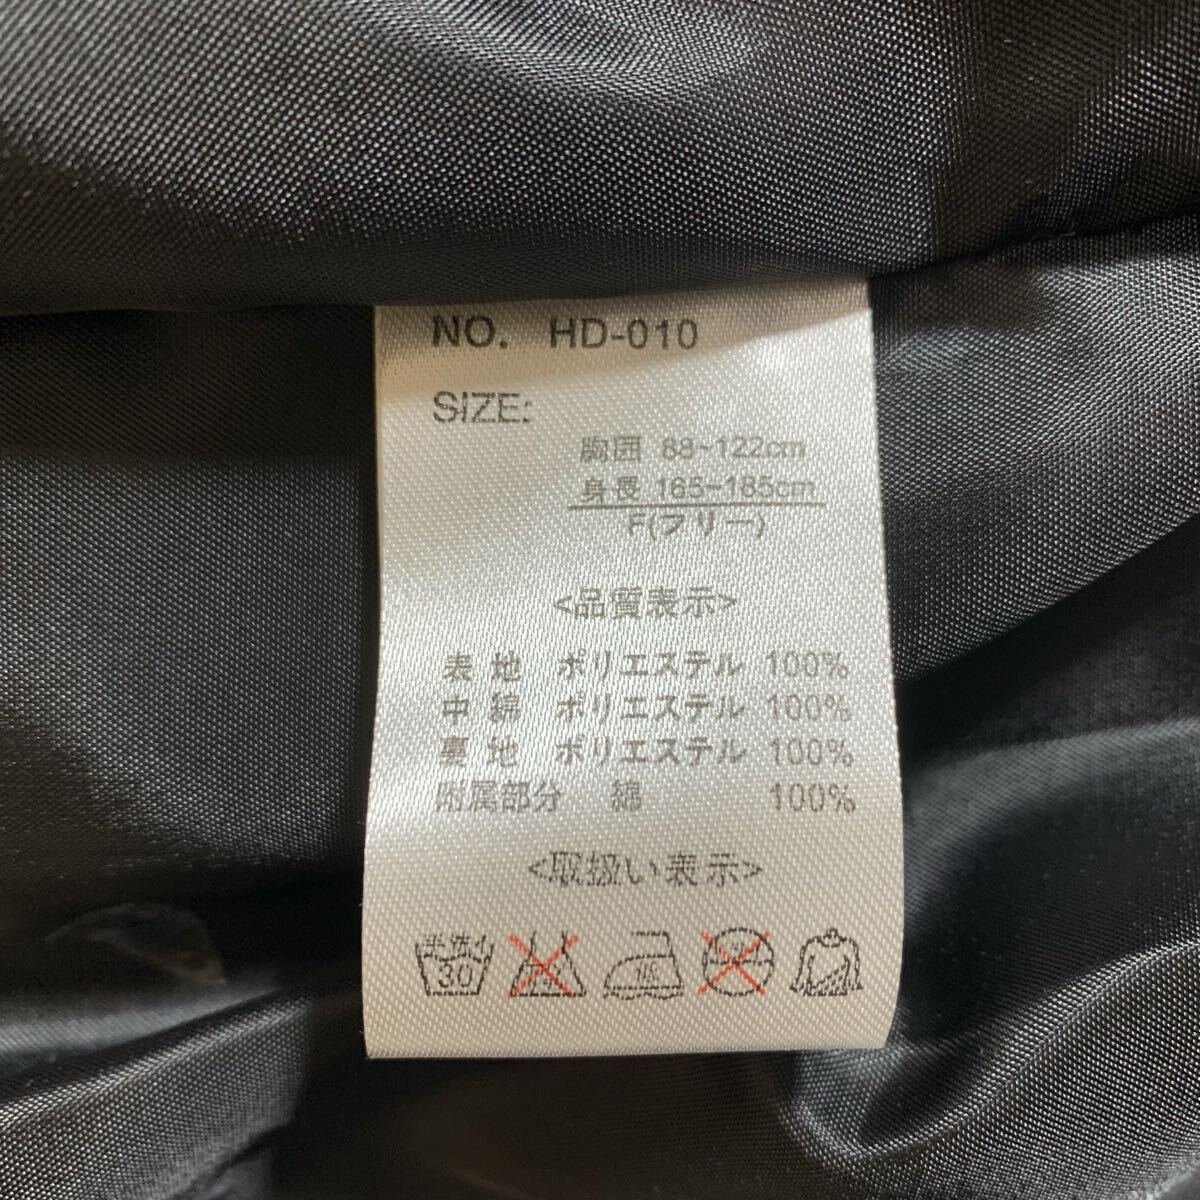 NO. HD-010
SIZE:
胸囲 88~122cm
身長 165-185cm
F(フリー)
<品質表示>
表地 ポリエステル 100%
中綿 ポリエステル 100%
裏地 ポリエステル 100%
附属部分 綿 100%
<取扱い表示>
手洗イ
30
低